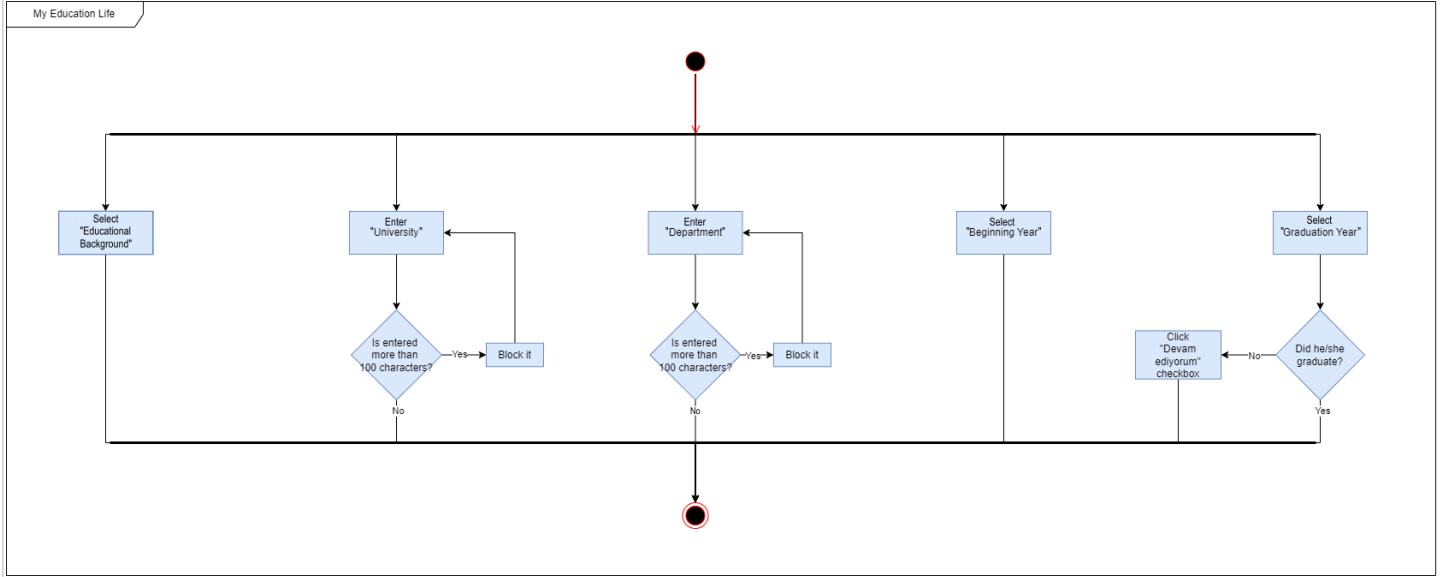 My Education Life
Select
"Educational
Background"
Enter
"University"
Enter
"Department"
Select
"Beginning Year"
Select
"Graduation Year"
Is entered
more than
100 characters?
Yes
Block it
No
Is entered
more than
100 characters?
Yes
Block it
No
Click
"Devam
ediyorum"
checkbox
No
Did he/she
graduate?
Yes